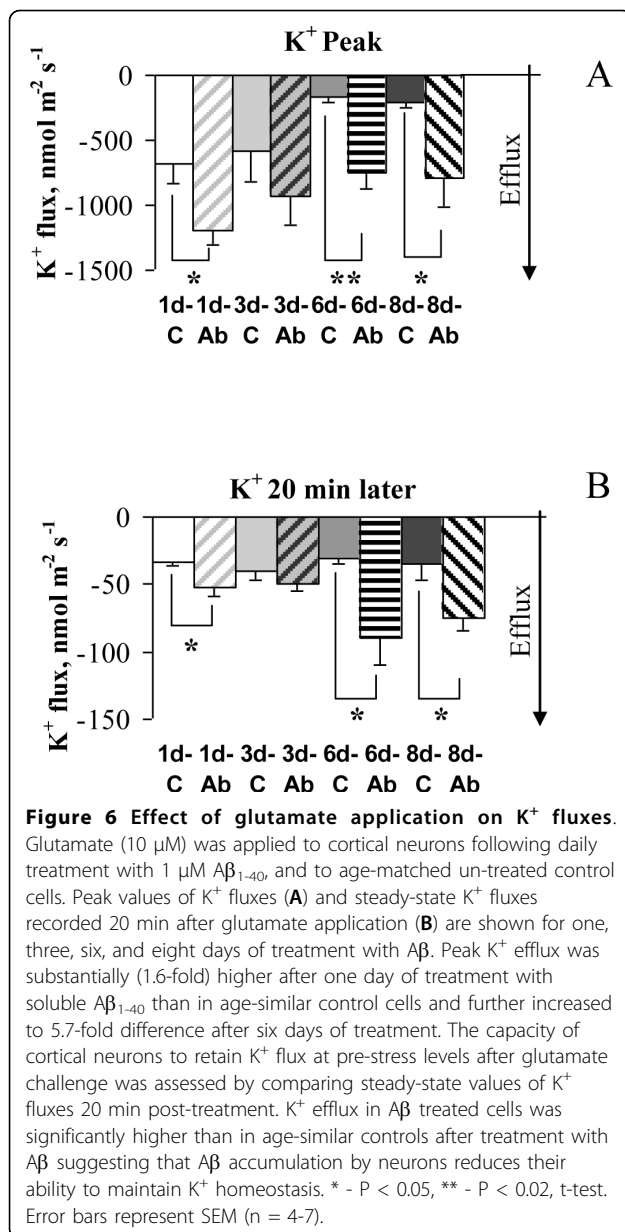 K⁺ Peak
A
0
-500
-1000
-1500
K⁺ flux, nmol m⁻² s⁻¹
Efflux
* ** *
1d- 1d- 3d- 3d- 6d- 6d- 8d- 8d-
C Ab C Ab C Ab C Ab
K⁺ 20 min later
B
0
-50
-100
-150
K⁺ flux, nmol m⁻² s⁻¹
Efflux
* * *
1d- 1d- 3d- 3d- 6d- 6d- 8d- 8d-
C Ab C Ab C Ab C Ab
Figure 6 Effect of glutamate application on K⁺ fluxes.
Glutamate (10 μM) was applied to cortical neurons following daily
treatment with 1 μM Aβ₁₋₄₀, and to age-matched un-treated control
cells. Peak values of K⁺ fluxes (A) and steady-state K⁺ fluxes
recorded 20 min after glutamate application (B) are shown for one,
three, six, and eight days of treatment with Aβ. Peak K⁺ efflux was
substantially (1.6-fold) higher after one day of treatment with
soluble Aβ₁₋₄₀ than in age-similar control cells and further increased
to 5.7-fold difference after six days of treatment. The capacity of
cortical neurons to retain K⁺ flux at pre-stress levels after glutamate
challenge was assessed by comparing steady-state values of K⁺
fluxes 20 min post-treatment. K⁺ efflux in Aβ treated cells was
significantly higher than in age-similar controls after treatment with
Aβ suggesting that Aβ accumulation by neurons reduces their
ability to maintain K⁺ homeostasis. * - P < 0.05, ** - P < 0.02, t-test.
Error bars represent SEM (n = 4-7).